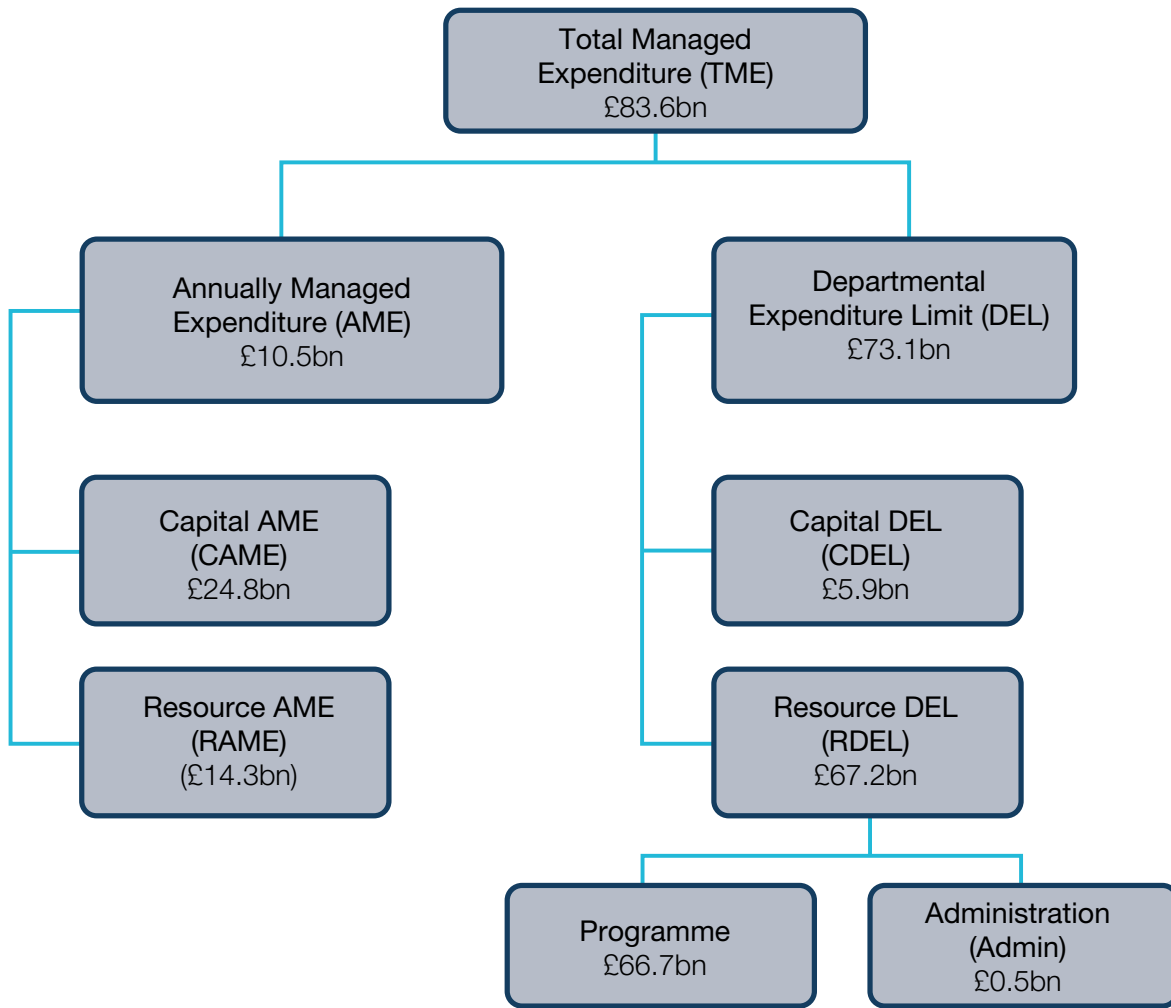 Total Managed
Expenditure (TME)
£83.6bn
Annually Managed
Expenditure (AME)
£10.5bn
Departmental
Expenditure Limit (DEL)
£73.1bn
Capital AME
(CAME)
£24.8bn
Capital DEL
(CDEL)
£5.9bn
Resource AME
(RAME)
(£14.3bn)
Resource DEL
(RDEL)
£67.2bn
Programme
£66.7bn
Administration
(Admin)
£0.5bn